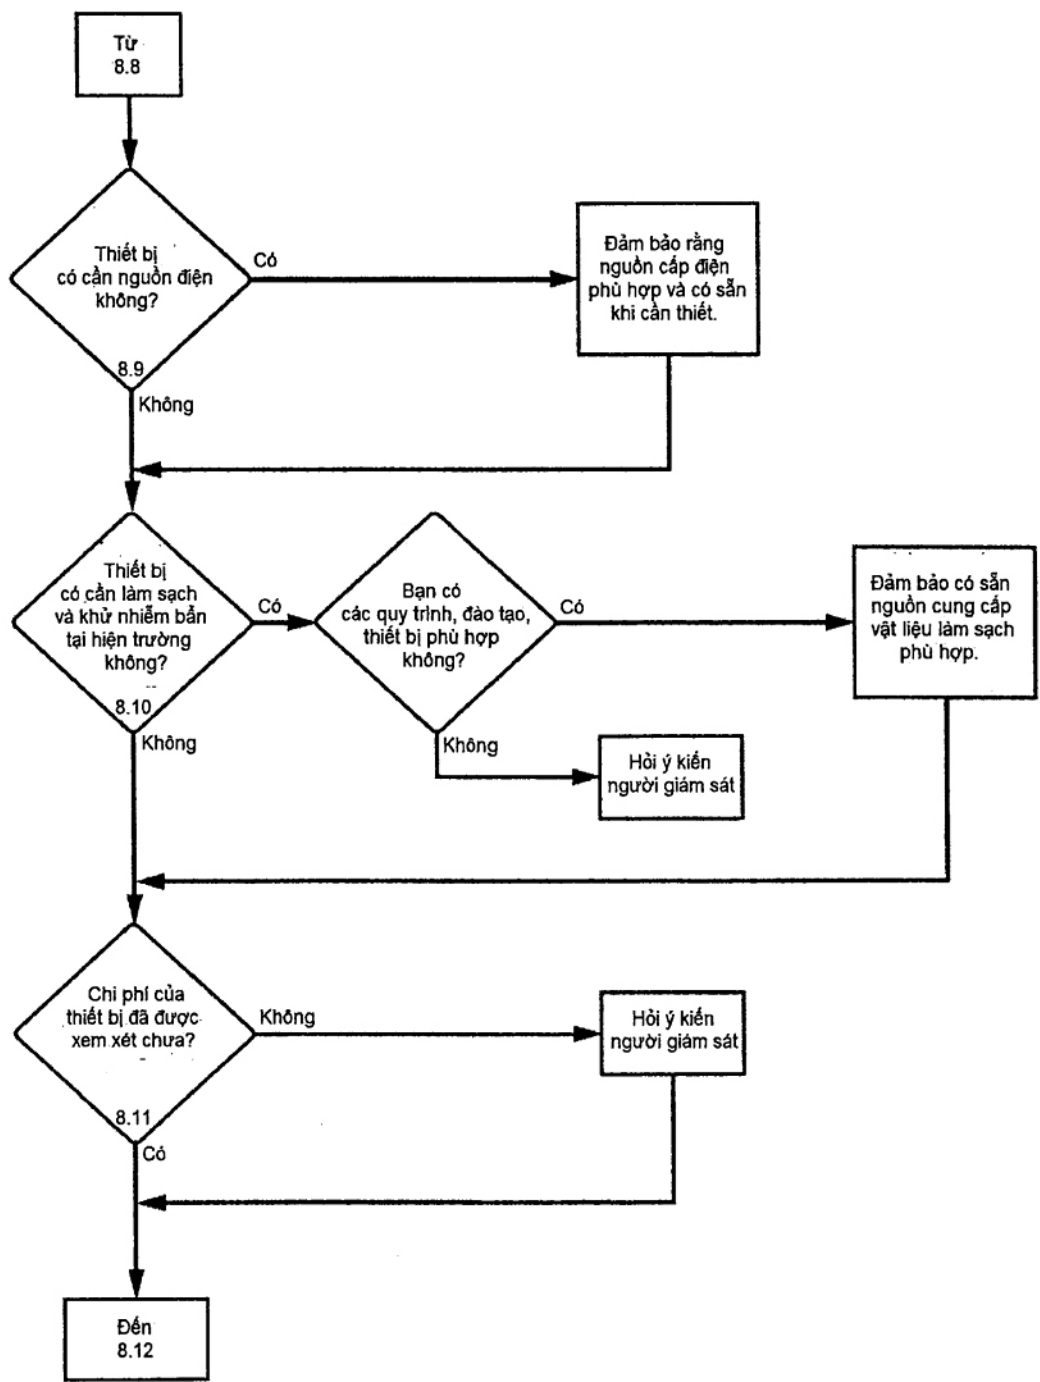 Từ
8.8
Thiết bị
có cần nguồn điện
không?
8.9
Có
Đảm bảo rằng
nguồn cấp điện
phù hợp và có sẵn
khi cần thiết.
Không
Thiết bị
có cần làm sạch
và khử nhiễm bẩn
tại hiện trường
không?
8.10
Có
Bạn có
các quy trình, đào tạo,
thiết bị phù hợp
không?
Có
Đảm bảo có sẵn
nguồn cung cấp
vật liệu làm sạch
phù hợp.
Không
Không
Hỏi ý kiến
người giám sát
Chi phí của
thiết bị đã được
xem xét chưa?
8.11
Không
Hỏi ý kiến
người giám sát
Có
Đến
8.12